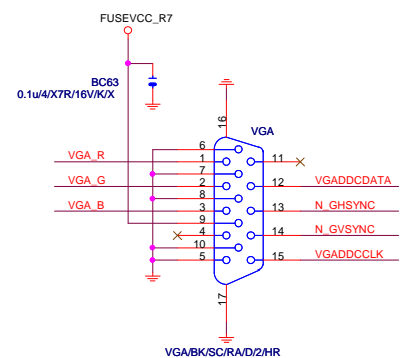 FUSEVCC_R7
BC63
0.1u/4/X7R/16V/K/X
16
VGA
6
VGA_R 1 11
7
VGA_G 2 12 VGADDCDATA
8
VGA_B 3 13 N_GHSYNC
9
4 14 N_GVSYNC
10
5 15 VGADDCCLK
17
VGA/BK/SC/RA/D/2/HR